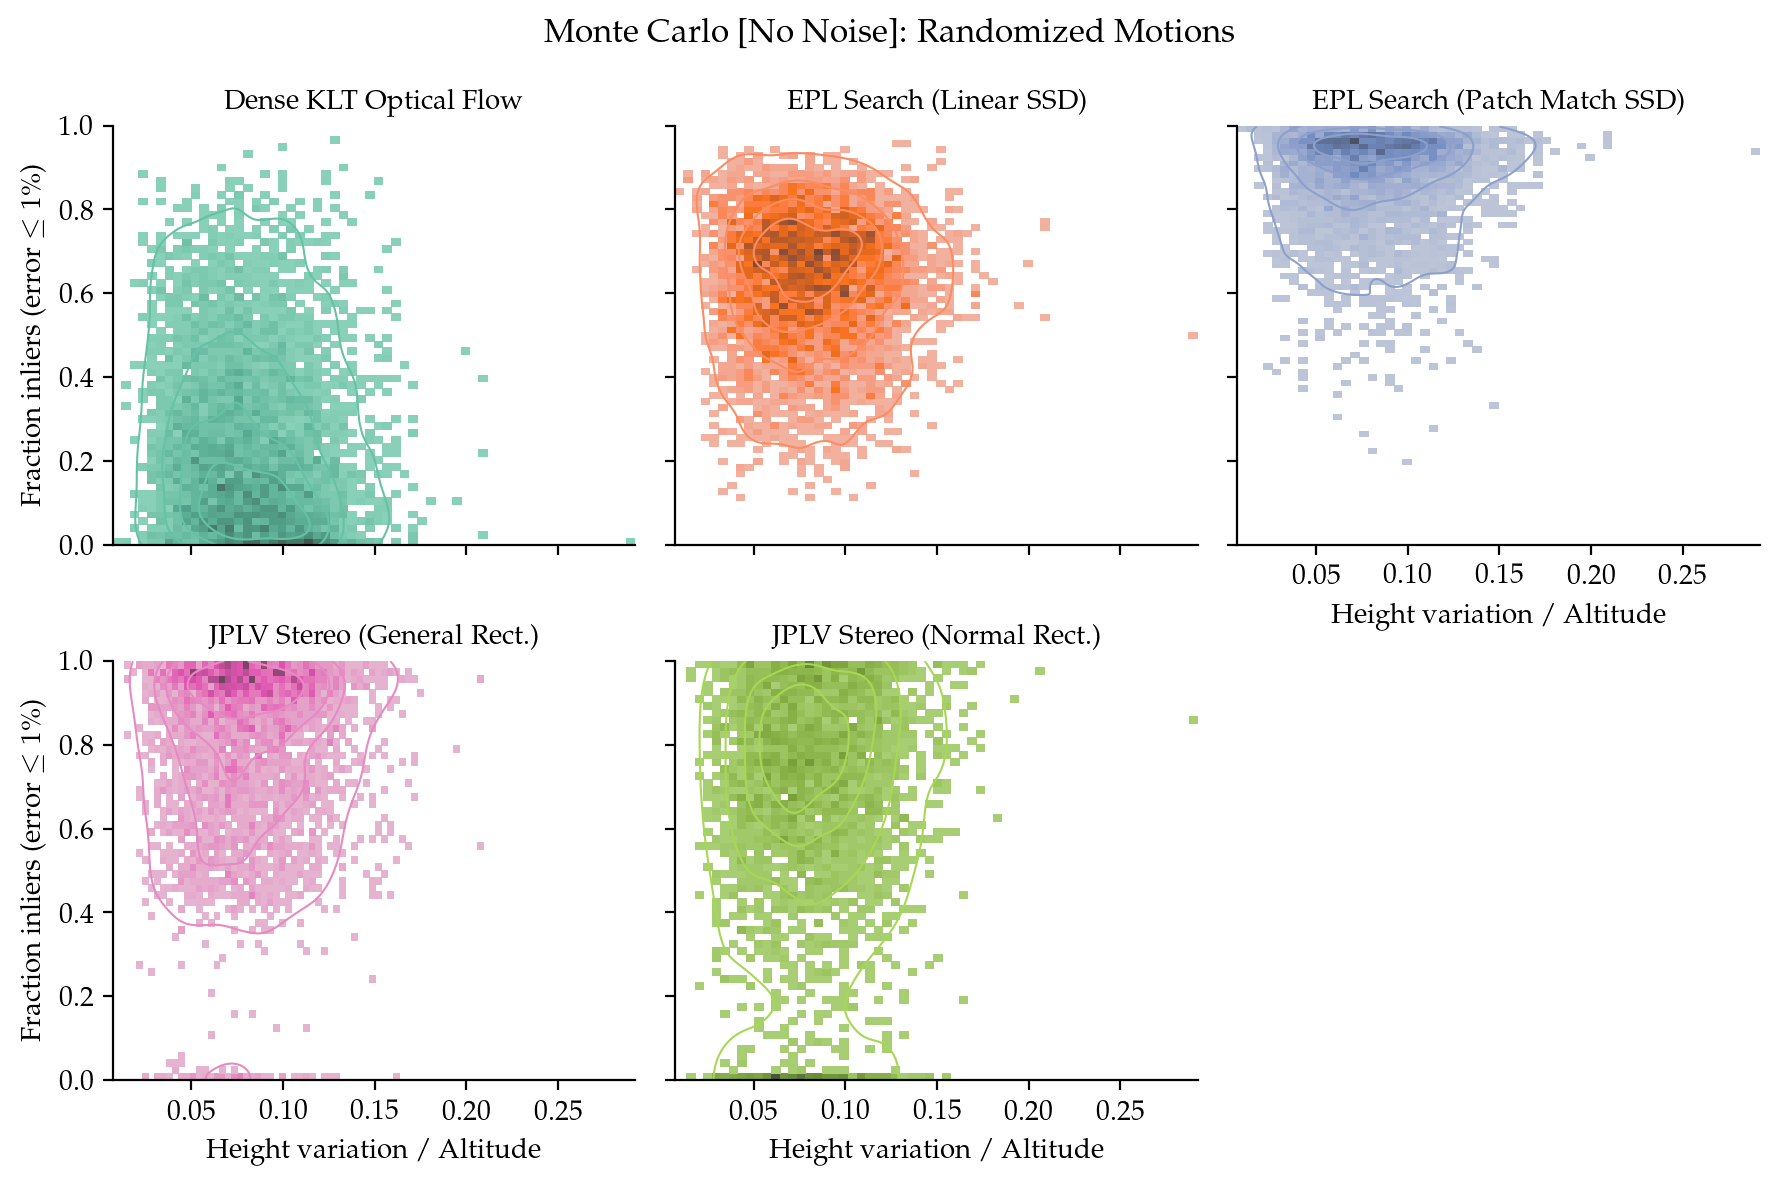 Monte Carlo [No Noise]: Randomized Motions
Dense KLT Optical Flow
EPL Search (Linear SSD)
EPL Search (Patch Match SSD)
Fraction inliers (error ≤ 1%)
1.0
0.8
0.6
0.4
0.2
0.0
0.05 0.10 0.15 0.20 0.25
Height variation / Altitude
JPLV Stereo (General Rect.)
JPLV Stereo (Normal Rect.)
Fraction inliers (error ≤ 1%)
1.0
0.8
0.6
0.4
0.2
0.0
0.05 0.10 0.15 0.20 0.25
Height variation / Altitude
0.05 0.10 0.15 0.20 0.25
Height variation / Altitude